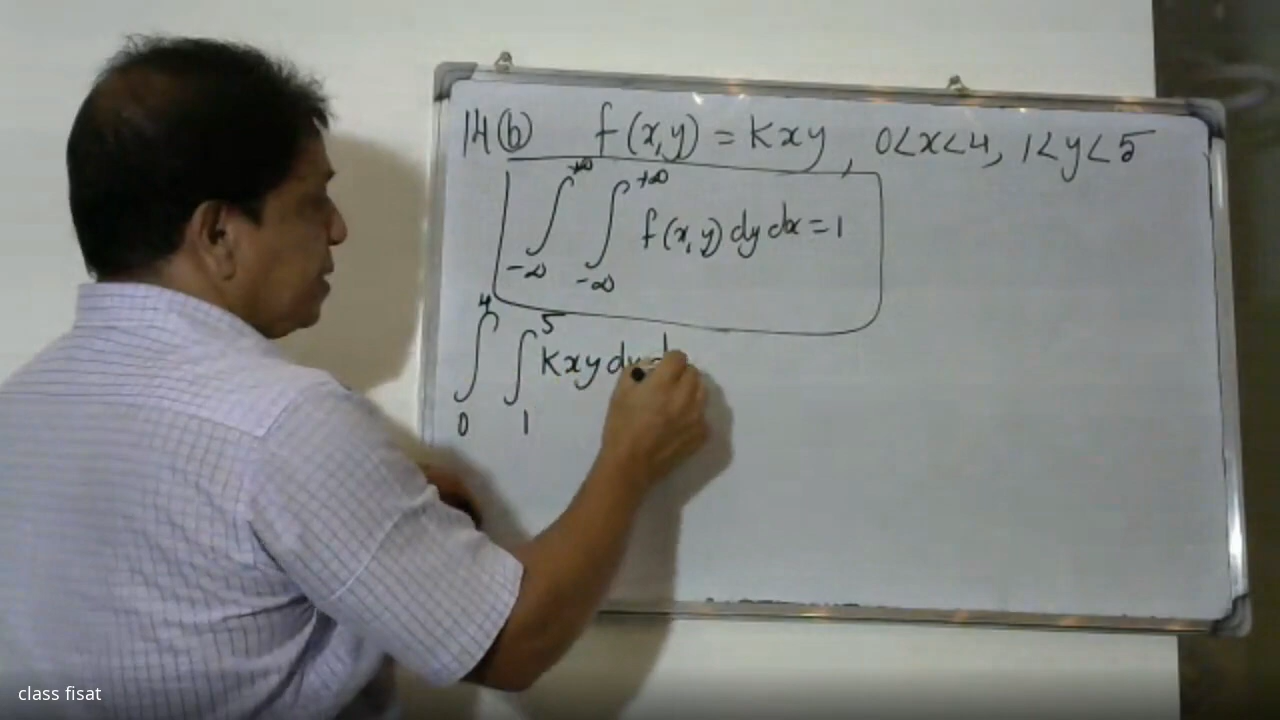 14(b) f(x,y) = Kxy, 0<x<4, 1<y<5
∫_{-∞}^{+∞} ∫_{-∞}^{+∞} f(x,y) dy dx = 1
∫_0^4 ∫_1^5 Kxy dy d
class fisat